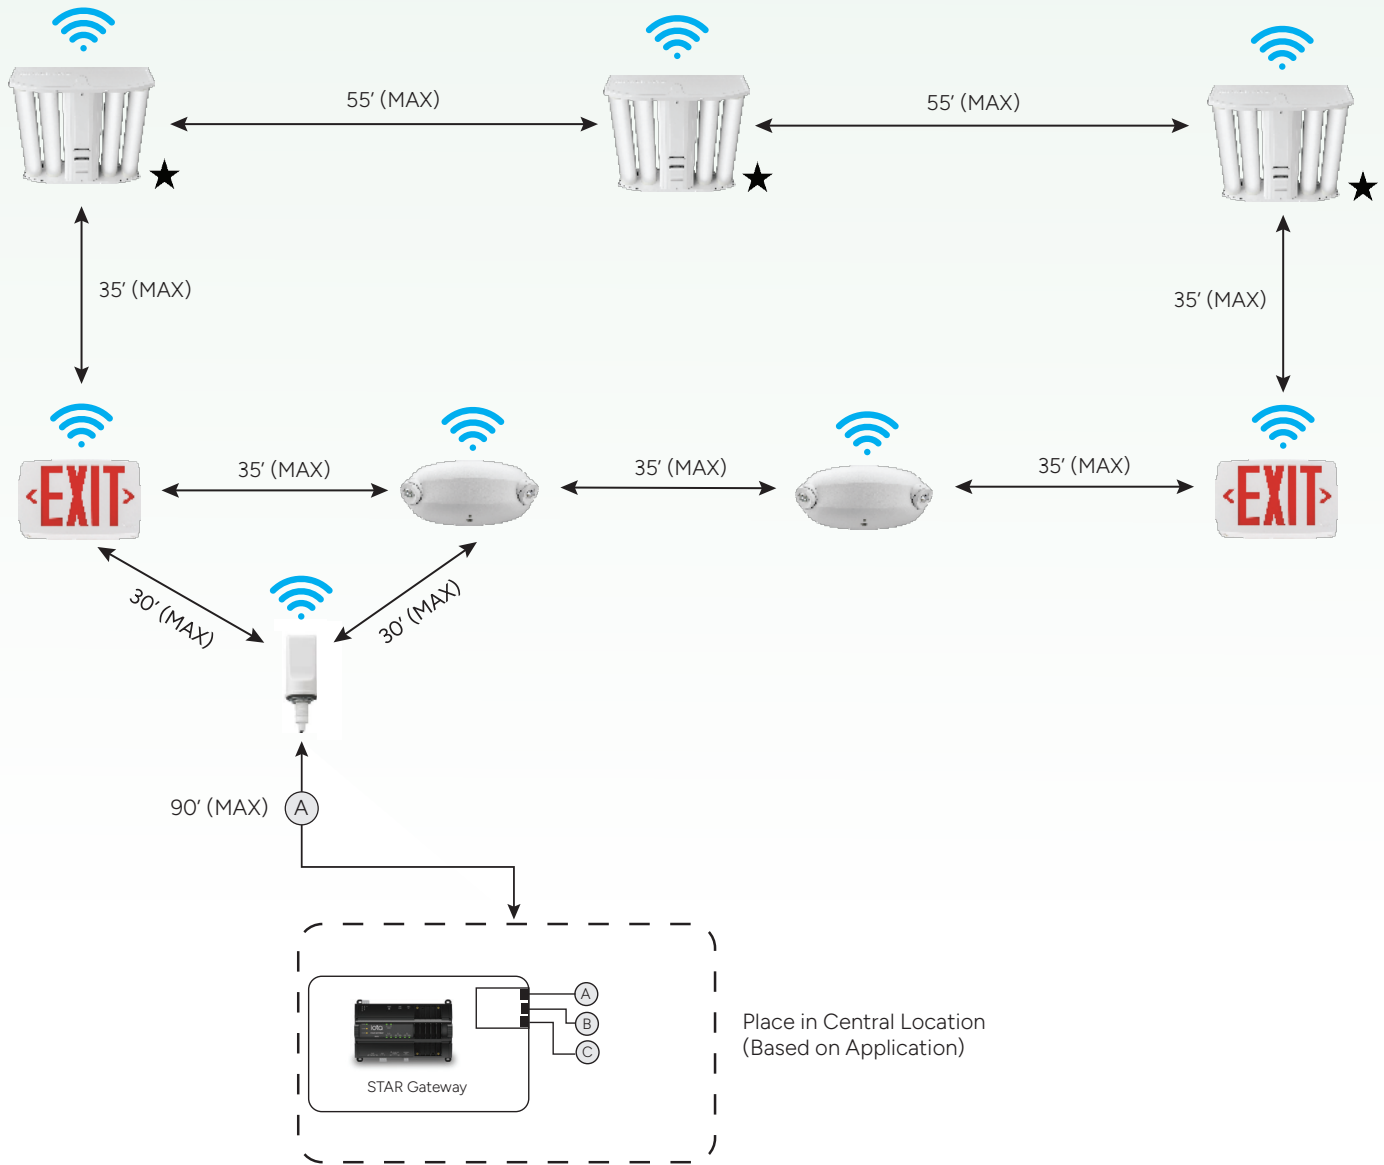 55' (MAX)
55' (MAX)
35' (MAX)
35' (MAX)
35' (MAX)
35' (MAX)
35' (MAX)
<EXIT>
<EXIT>
30' (MAX)
30' (MAX)
90' (MAX)
A
A
B
C
iota
STAR Gateway
Place in Central Location
(Based on Application)